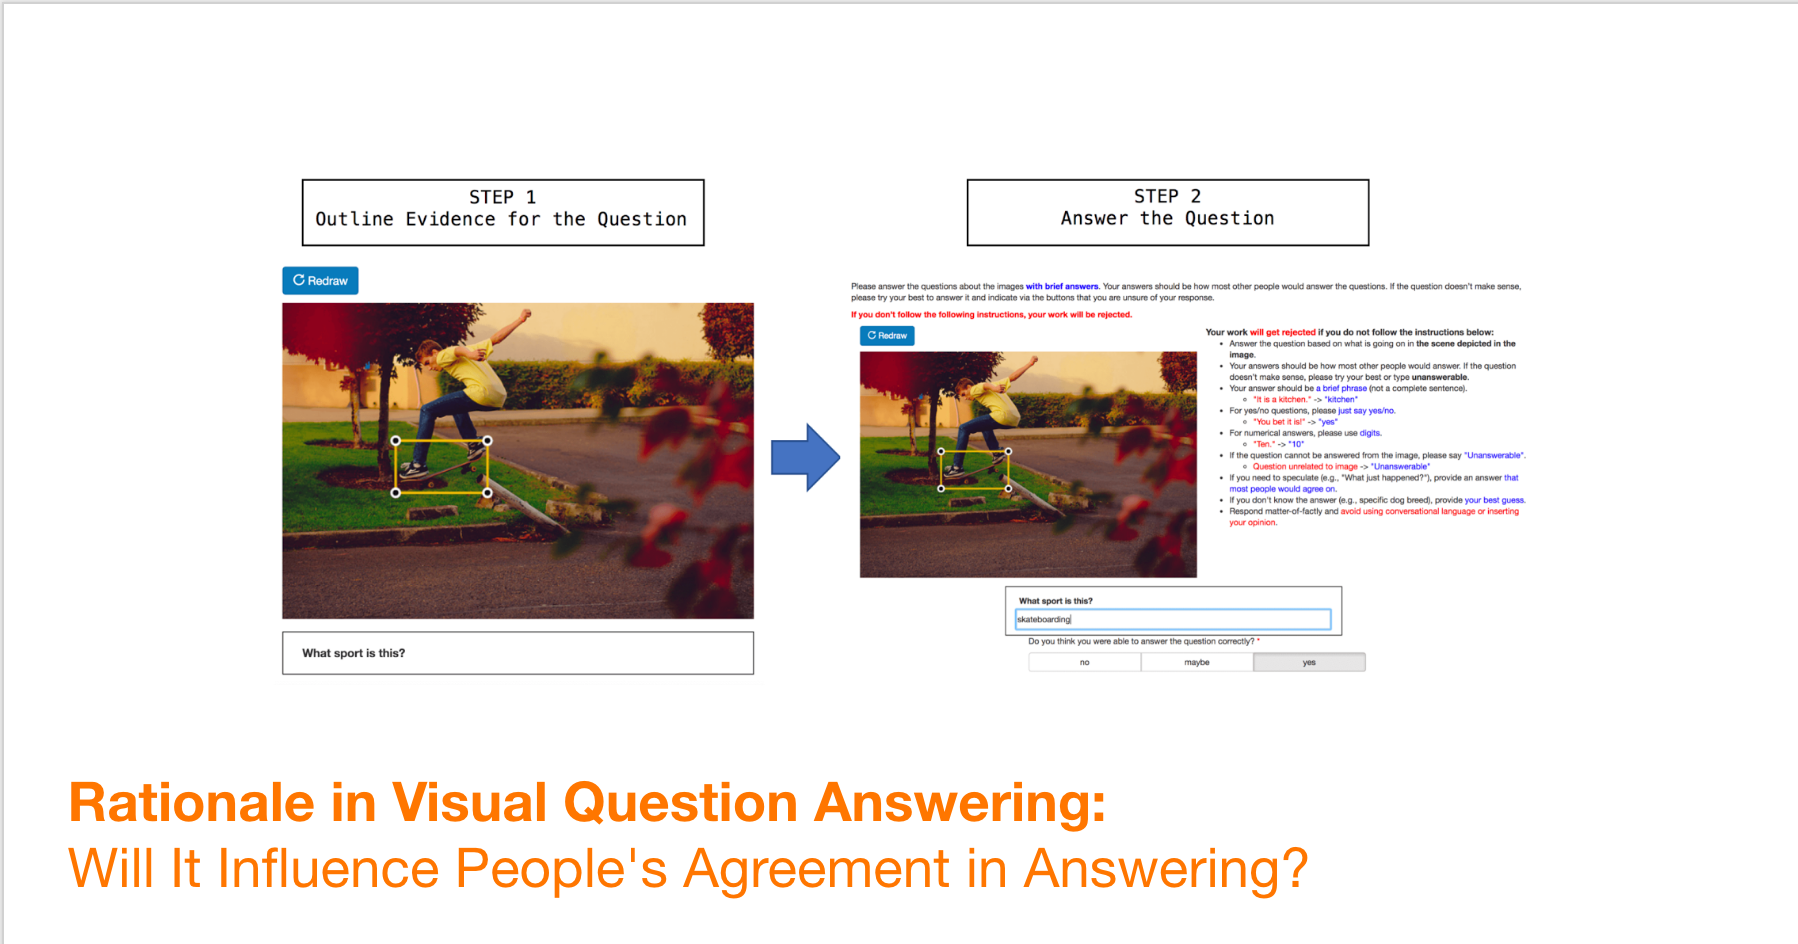 STEP 1
Outline Evidence for the Question
Redraw
What sport is this?
STEP 2
Answer the Question
Please answer the questions about the images with brief answers. Your answers should be how most other people would answer the questions. If the question doesn't make sense,
please try your best to answer it and indicate via the buttons that you are unsure of your response.
If you don't follow the following instructions, your work will be rejected.
Redraw
Your work will get rejected if you do not follow the instructions below:
• Answer the question based on what is going on in the scene depicted in the
image.
• Your answers should be how most other people would answer. If the question
doesn't make sense, please try your best or type unanswerable.
• Your answer should be a brief phrase (not a complete sentence).
○ "It is a kitchen." -> "kitchen"
• For yes/no questions, please just say yes/no.
○ "You bet it is!" -> "yes"
• For numerical answers, please use digits.
○ "Ten." -> "10"
• If the question cannot be answered from the image, please say "Unanswerable".
○ Question unrelated to image -> "Unanswerable"
• If you need to speculate (e.g., "What just happened?"), provide an answer that
most people would agree on.
• If you don't know the answer (e.g., specific dog breed), provide your best guess.
• Respond matter-of-factly and avoid using conversational language or inserting
your opinion.
What sport is this?
skateboarding
Do you think you were able to answer the question correctly? *
no maybe yes
Rationale in Visual Question Answering:
Will It Influence People's Agreement in Answering?